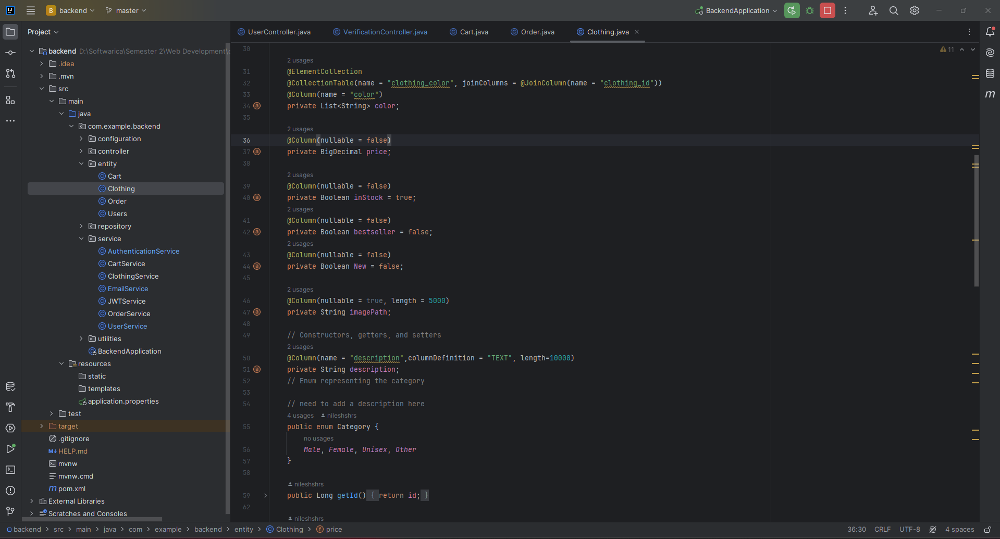 B backend master BackendApplication
Project
UserController.java VerificationController.java Cart.java Order.java Clothing.java
backend D:\Softwarica\Semester 2\Web Development\
.idea
.mvn
src
main
java
com.example.backend
configuration
controller
entity
Cart
Clothing
Order
Users
repository
service
AuthenticationService
CartService
ClothingService
EmailService
JWTService
OrderService
UserService
utilities
BackendApplication
resources
static
templates
application.properties
test
target
.gitignore
HELP.md
mvnw
mvnw.cmd
pom.xml
External Libraries
Scratches and Consoles
11
30
2 usages
31 @ElementCollection
32 @CollectionTable(name = "clothing_color", joinColumns = @JoinColumn(name = "clothing_id"))
33 @Column(name = "color")
34 private List<String> color;
35
2 usages
36 @Column(nullable = false)
37 private BigDecimal price;
38
2 usages
39 @Column(nullable = false)
40 private Boolean inStock = true;
2 usages
41 @Column(nullable = false)
42 private Boolean bestseller = false;
2 usages
43 @Column(nullable = false)
44 private Boolean New = false;
45
2 usages
46 @Column(nullable = true, length = 5000)
47 private String imagePath;
48
49 // Constructors, getters, and setters
2 usages
50 @Column(name = "description",columnDefinition = "TEXT", length=10000)
51 private String description;
52 // Enum representing the category
53
54 // need to add a description here
4 usages nileshshrs
55 public enum Category {
no usages
56 Male, Female, Unisex, Other
57 }
58
nileshshrs
59 public Long getId() { return id; }
62
nileshshrs
backend > src > main > java > com > example > backend > entity > Clothing > price
36:30 CRLF UTF-8 4 spaces